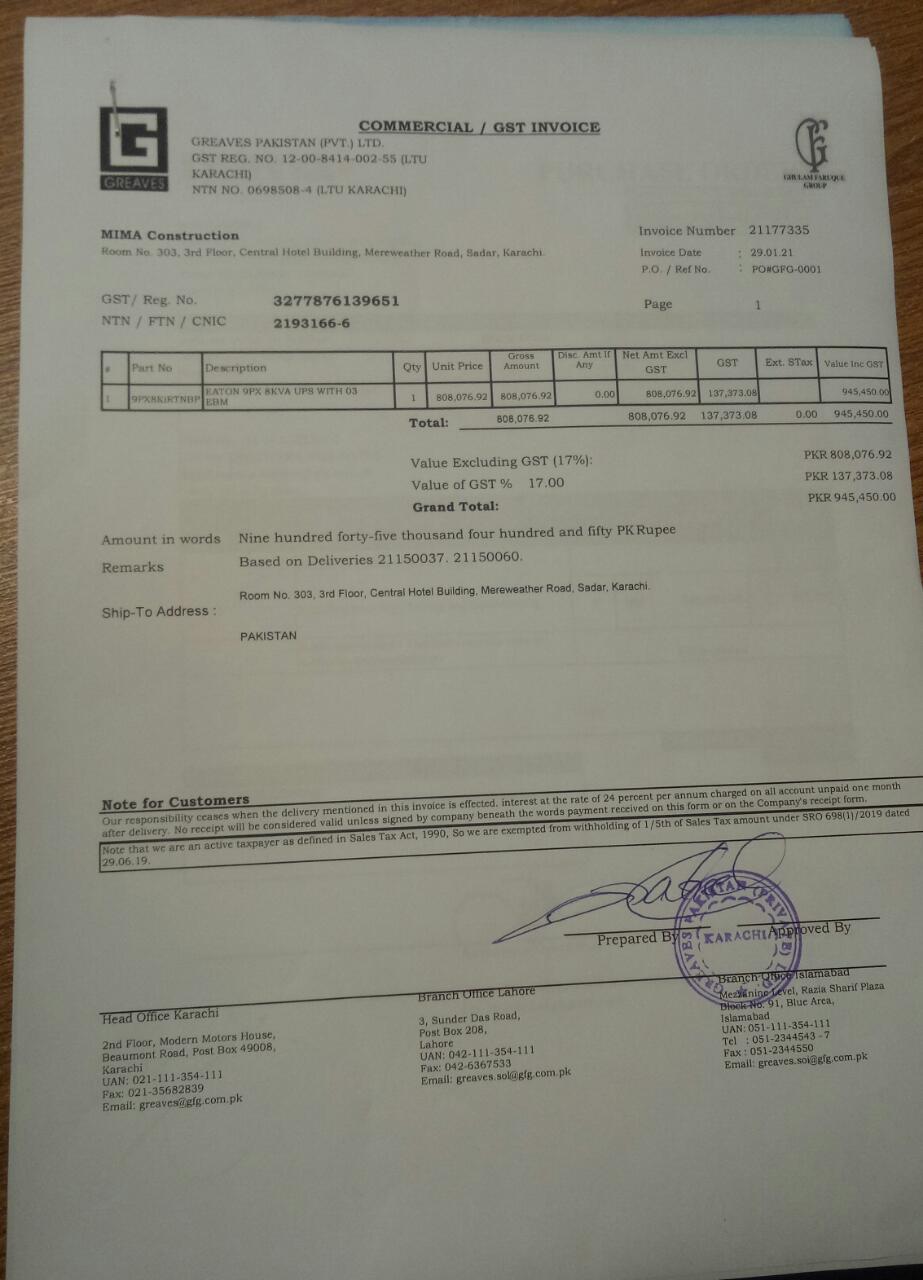 COMMERCIAL / GST INVOICE
GREAVES
GREAVES PAKISTAN (PVT.) LTD.
GST REG. NO. 12-00-8414-002-55 (LTU
KARACHI)
NTN NO. 0698508-4 (LTU KARACHI)
GHULAM FARUQUE
GROUP
MIMA Construction
Room No. 303, 3rd Floor, Central Hotel Building, Mereweather Road, Sadar, Karachi.
Invoice Number 21177335
Invoice Date : 29.01.21
P.O. / Ref No. : PO#GFG-0001
GST/ Reg. No. 3277876139651
NTN / FTN / CNIC 2193166-6
Page 1
# Part No Description Qty Unit Price Gross Amount Disc. Amt If Any Net Amt Excl GST GST Ext. STax Value Inc GST
1 9PX8KIRTNBP EATON 9PX 8KVA UPS WITH 03 EBM 1 808,076.92 808,076.92 0.00 808,076.92 137,373.08 945,450.00
Total: 808,076.92 808,076.92 137,373.08 0.00 945,450.00
Value Excluding GST (17%): PKR 808,076.92
Value of GST % 17.00 PKR 137,373.08
Grand Total: PKR 945,450.00
Amount in words Nine hundred forty-five thousand four hundred and fifty PK Rupee
Remarks Based on Deliveries 21150037. 21150060.
Ship-To Address : Room No. 303, 3rd Floor, Central Hotel Building, Mereweather Road, Sadar, Karachi.
PAKISTAN
Note for Customers
Our responsibility ceases when the delivery mentioned in this invoice is effected. interest at the rate of 24 percent per annum charged on all account unpaid one month
after delivery. No receipt will be considered valid unless signed by company beneath the words payment received on this form or on the Company's receipt form.
Note that we are an active taxpayer as defined in Sales Tax Act, 1990, So we are exempted from withholding of 1/5th of Sales Tax amount under SRO 698(1)/2019 dated
29.06.19.
Prepared By
Approved By
GREAVES PAKISTAN (PRIVATE) LTD.
KARACHI
Head Office Karachi
2nd Floor, Modern Motors House,
Beaumont Road, Post Box 49008,
Karachi
UAN: 021-111-354-111
Fax: 021-35682839
Email: greaves@gfg.com.pk
Branch Office Lahore
3, Sunder Das Road,
Post Box 208,
Lahore
UAN: 042-111-354-111
Fax: 042-6367533
Email: greaves.sol@gfg.com.pk
Branch Office Islamabad
Mezzanine Level, Razia Sharif Plaza
Block No. 91, Blue Area,
Islamabad
UAN: 051-111-354-111
Tel : 051-2344543 -7
Fax : 051-2344550
Email: greaves.soi@gfg.com.pk